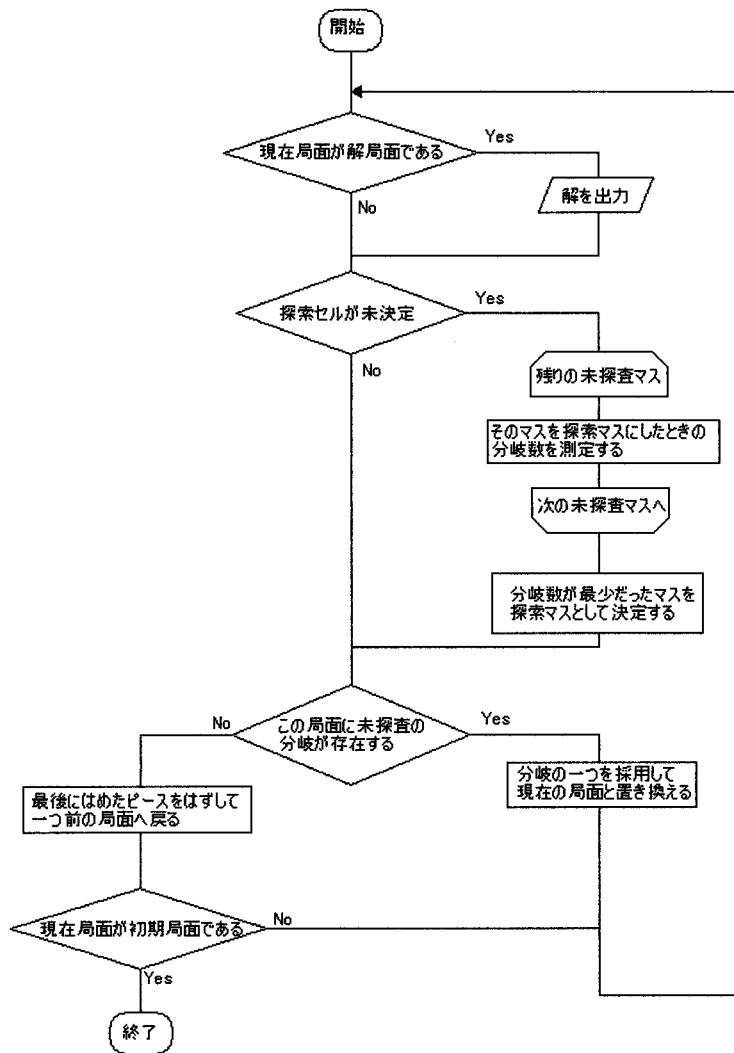 開始
現在局面が解局面である
Yes
解を出力
No
探索セルが未決定
Yes
No
残りの未探査マス
そのマスを探索マスにしたときの
分岐数を測定する
次の未探査マスへ
分岐数が最少だったマスを
探索マスとして決定する
この局面に未探査の
分岐が存在する
No
Yes
最後にはめたピースをはずして
一つ前の局面へ戻る
分岐の一つを採用して
現在の局面と置き換える
現在局面が初期局面である
No
Yes
終了